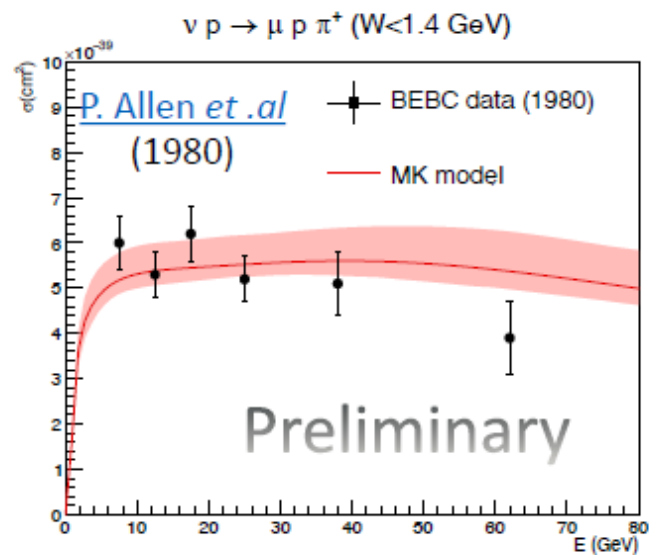 ν p → μ p π⁺ (W<1.4 GeV)
×10⁻³⁹
σ(cm²)
10
9
8
7
6
5
4
3
2
1
0
P. Allen et .al
(1980)
BEBC data (1980)
MK model
Preliminary
0 10 20 30 40 50 60 70 80
E (GeV)